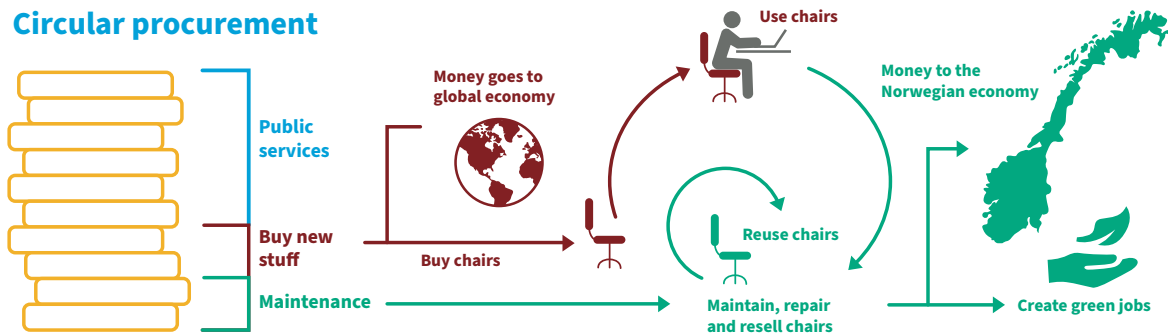 Circular procurement
Public
services
Buy new
stuff
Maintenance
Money goes to
global economy
Buy chairs
Use chairs
Reuse chairs
Maintain, repair
and resell chairs
Money to the
Norwegian economy
Create green jobs